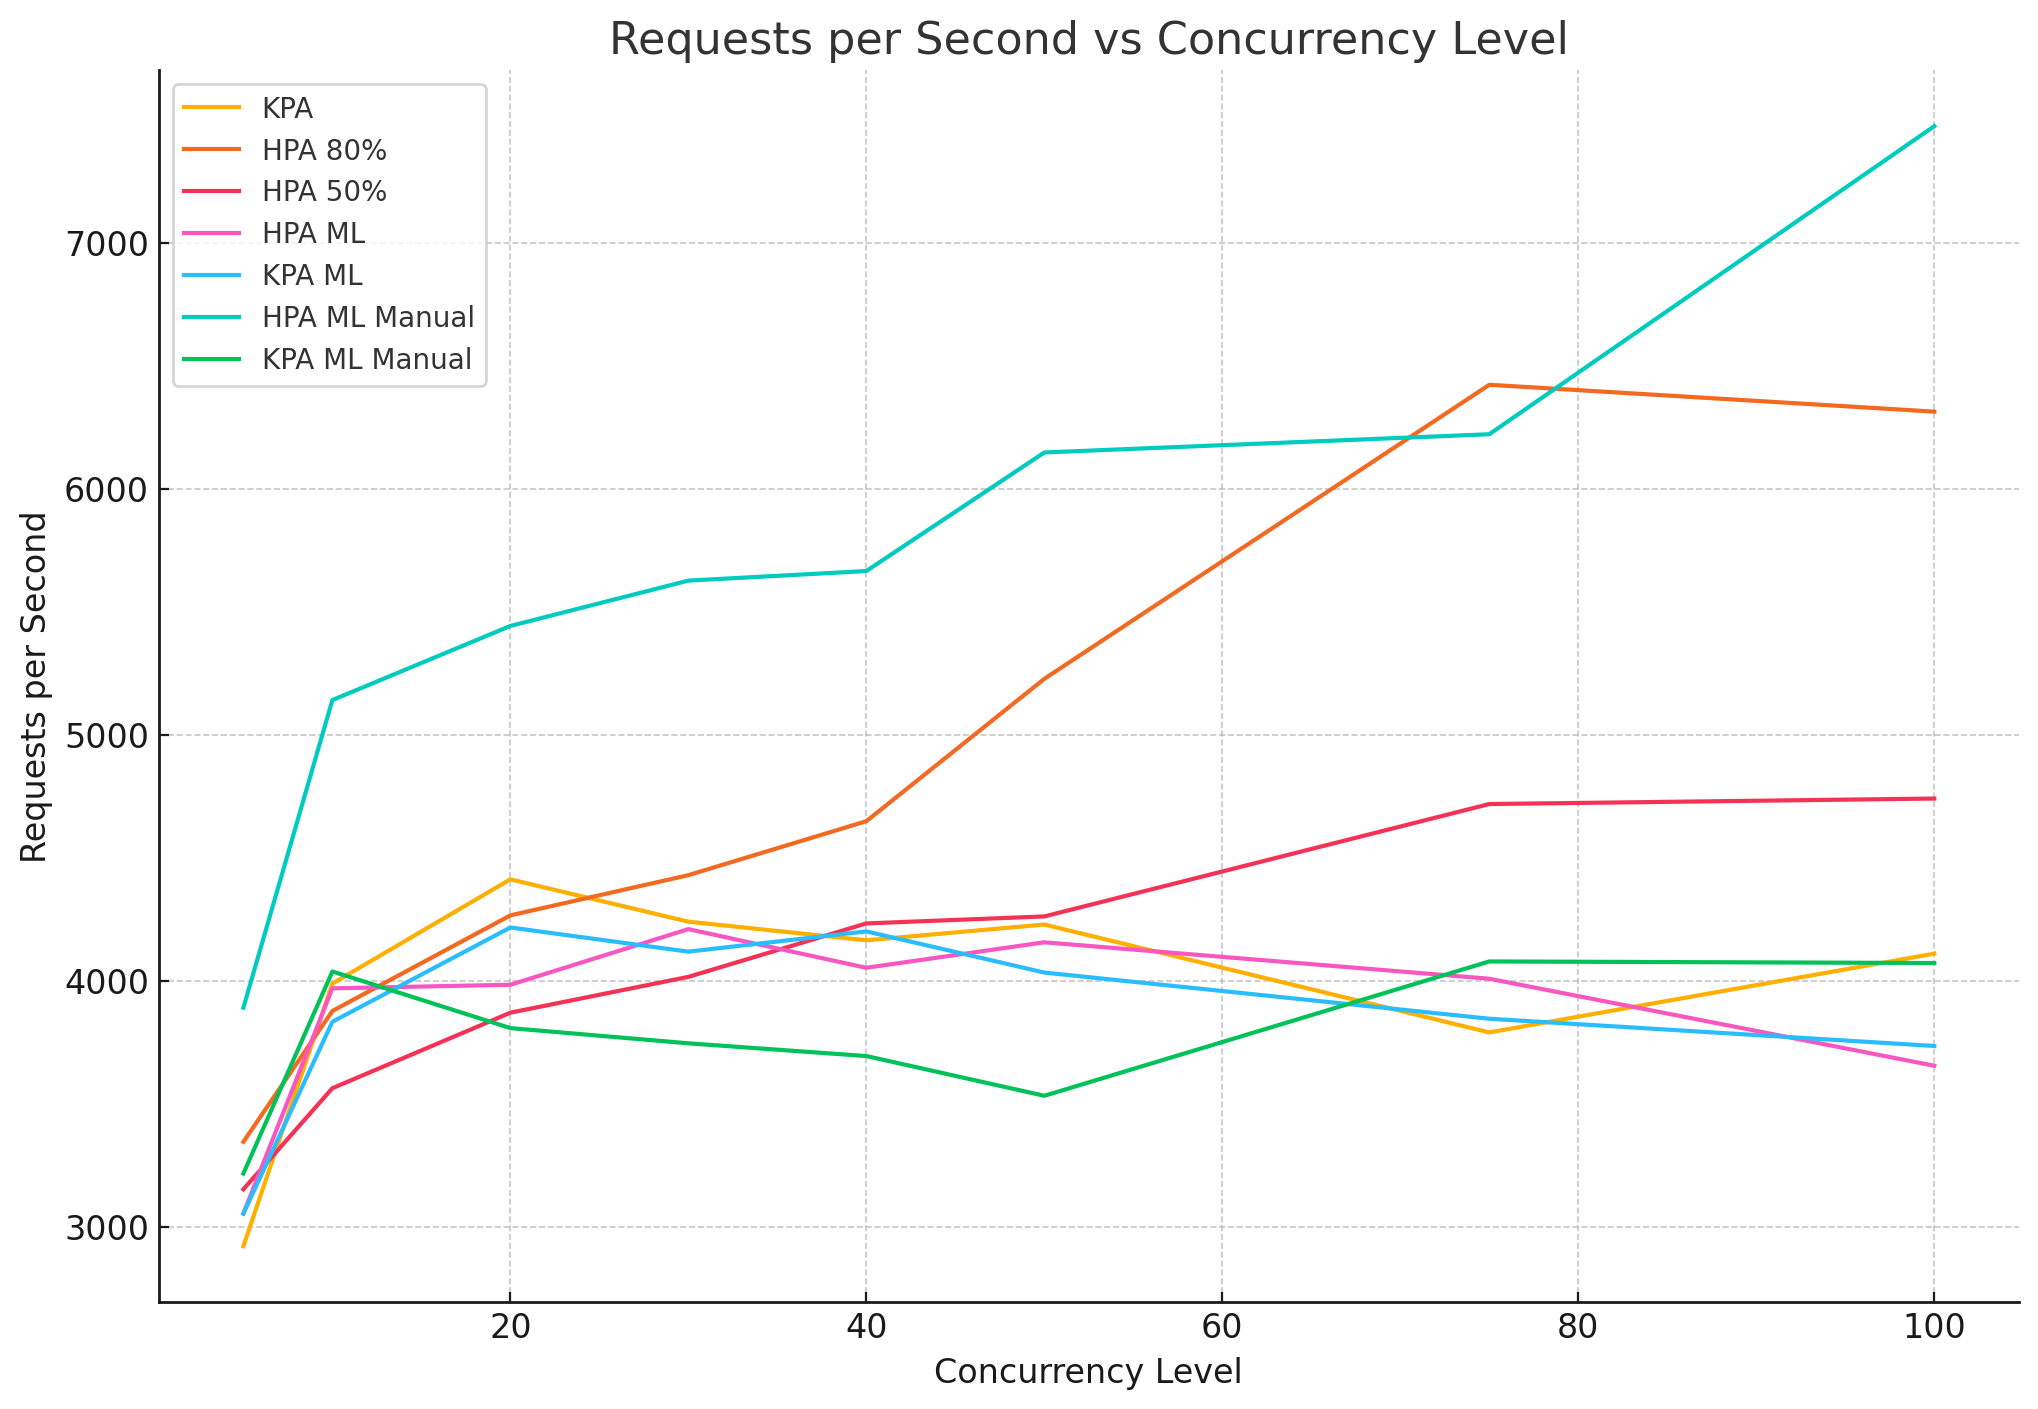 Requests per Second vs Concurrency Level
KPA
HPA 80%
HPA 50%
HPA ML
KPA ML
HPA ML Manual
KPA ML Manual
7000
6000
5000
4000
3000
Requests per Second
20 40 60 80 100
Concurrency Level